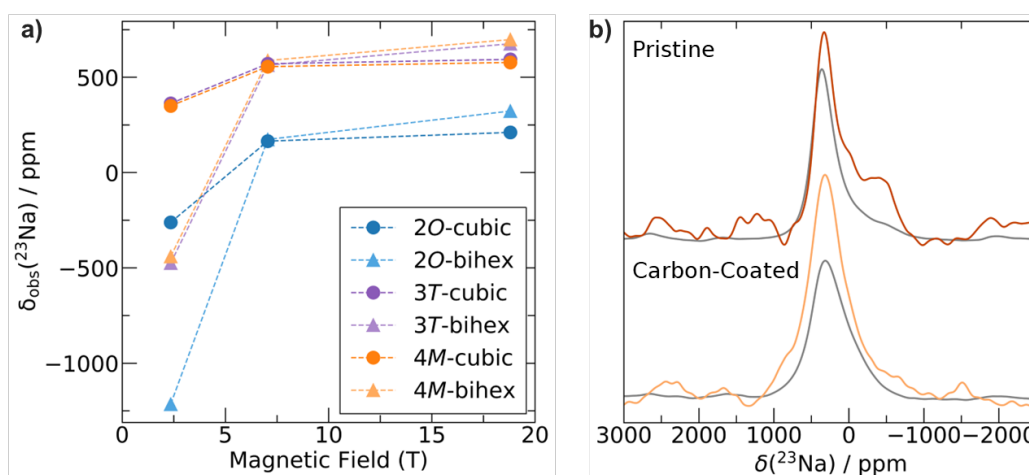 a)
δobs(²³Na) / ppm
500
0
−500
−1000
0
5
10
15
20
Magnetic Field (T)
2O-cubic
2O-bihex
3T-cubic
3T-bihex
4M-cubic
4M-bihex
b)
Pristine
Carbon-Coated
3000 2000 1000 0 −1000 −2000
δ(²³Na) / ppm